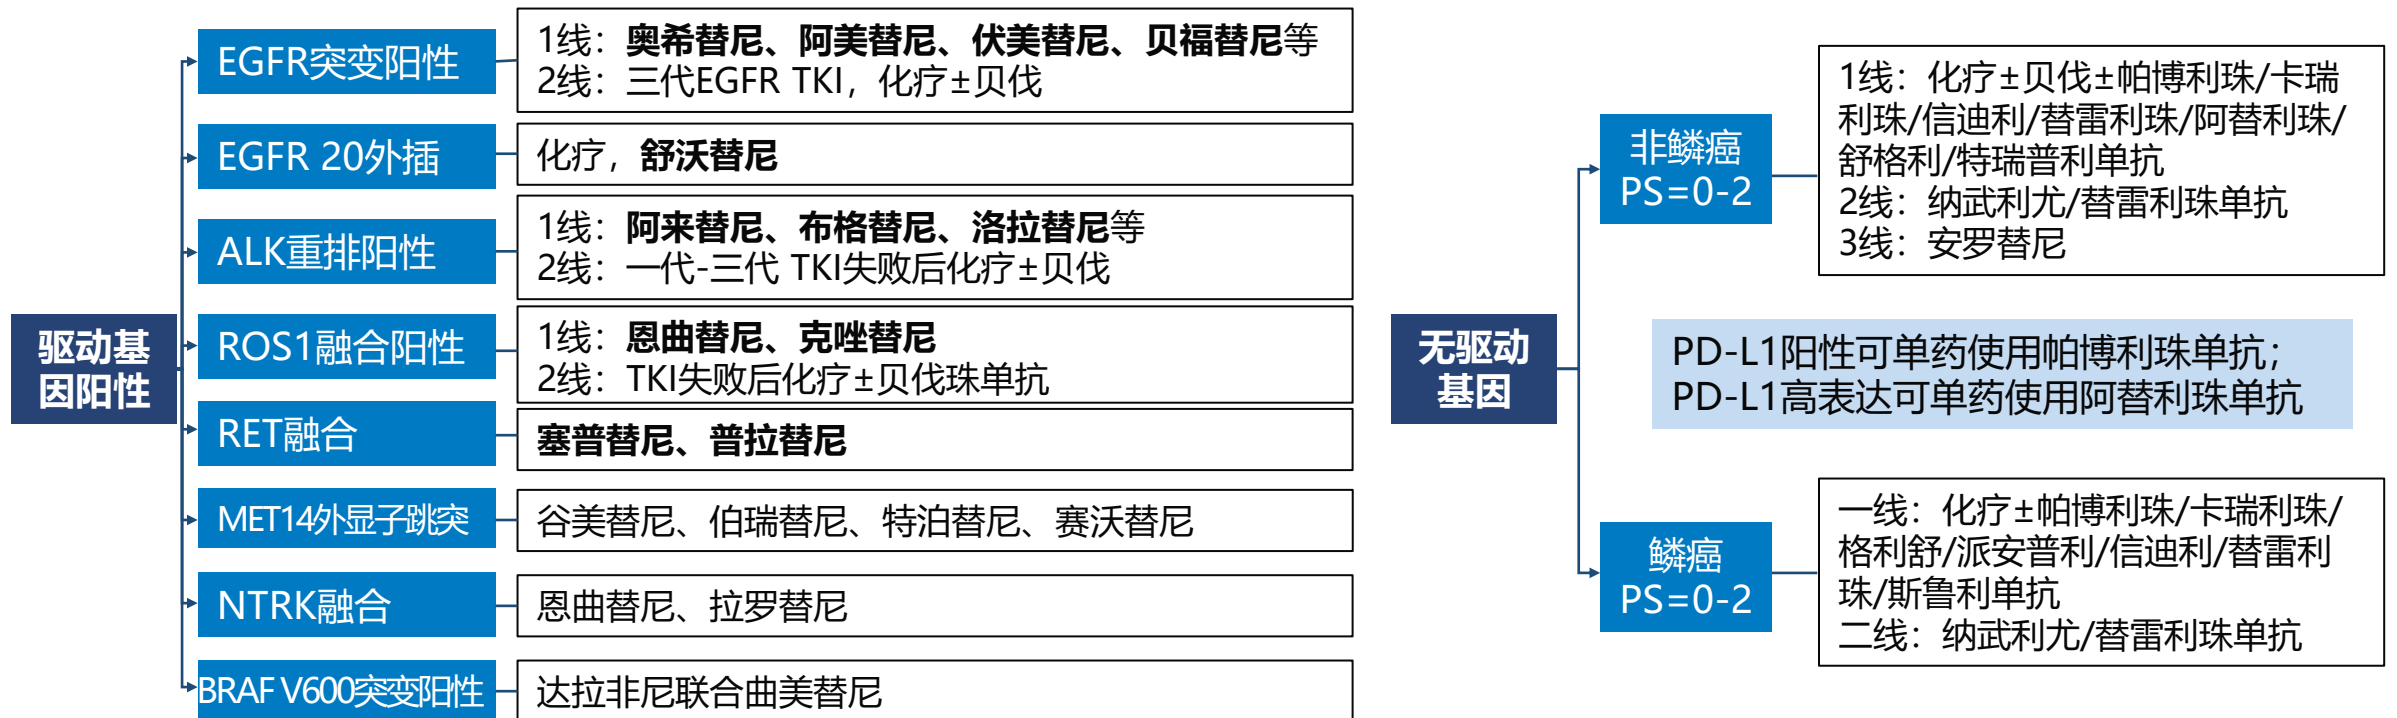 驱动基
因阳性
EGFR突变阳性
1线：奥希替尼、阿美替尼、伏美替尼、贝福替尼等
2线：三代EGFR TKI，化疗±贝伐
EGFR 20外插
化疗，舒沃替尼
ALK重排阳性
1线：阿来替尼、布格替尼、洛拉替尼等
2线：一代-三代 TKI失败后化疗±贝伐
ROS1融合阳性
1线：恩曲替尼、克唑替尼
2线：TKI失败后化疗±贝伐珠单抗
RET融合
塞普替尼、普拉替尼
MET14外显子跳突
谷美替尼、伯瑞替尼、特泊替尼、赛沃替尼
NTRK融合
恩曲替尼、拉罗替尼
BRAF V600突变阳性
达拉非尼联合曲美替尼
无驱动
基因
非鳞癌
PS=0-2
1线：化疗±贝伐±帕博利珠/卡瑞
利珠/信迪利/替雷利珠/阿替利珠/
舒格利/特瑞普利单抗
2线：纳武利尤/替雷利珠单抗
3线：安罗替尼
PD-L1阳性可单药使用帕博利珠单抗；
PD-L1高表达可单药使用阿替利珠单抗
鳞癌
PS=0-2
一线：化疗±帕博利珠/卡瑞利珠/
格利舒/派安普利/信迪利/替雷利
珠/斯鲁利单抗
二线：纳武利尤/替雷利珠单抗